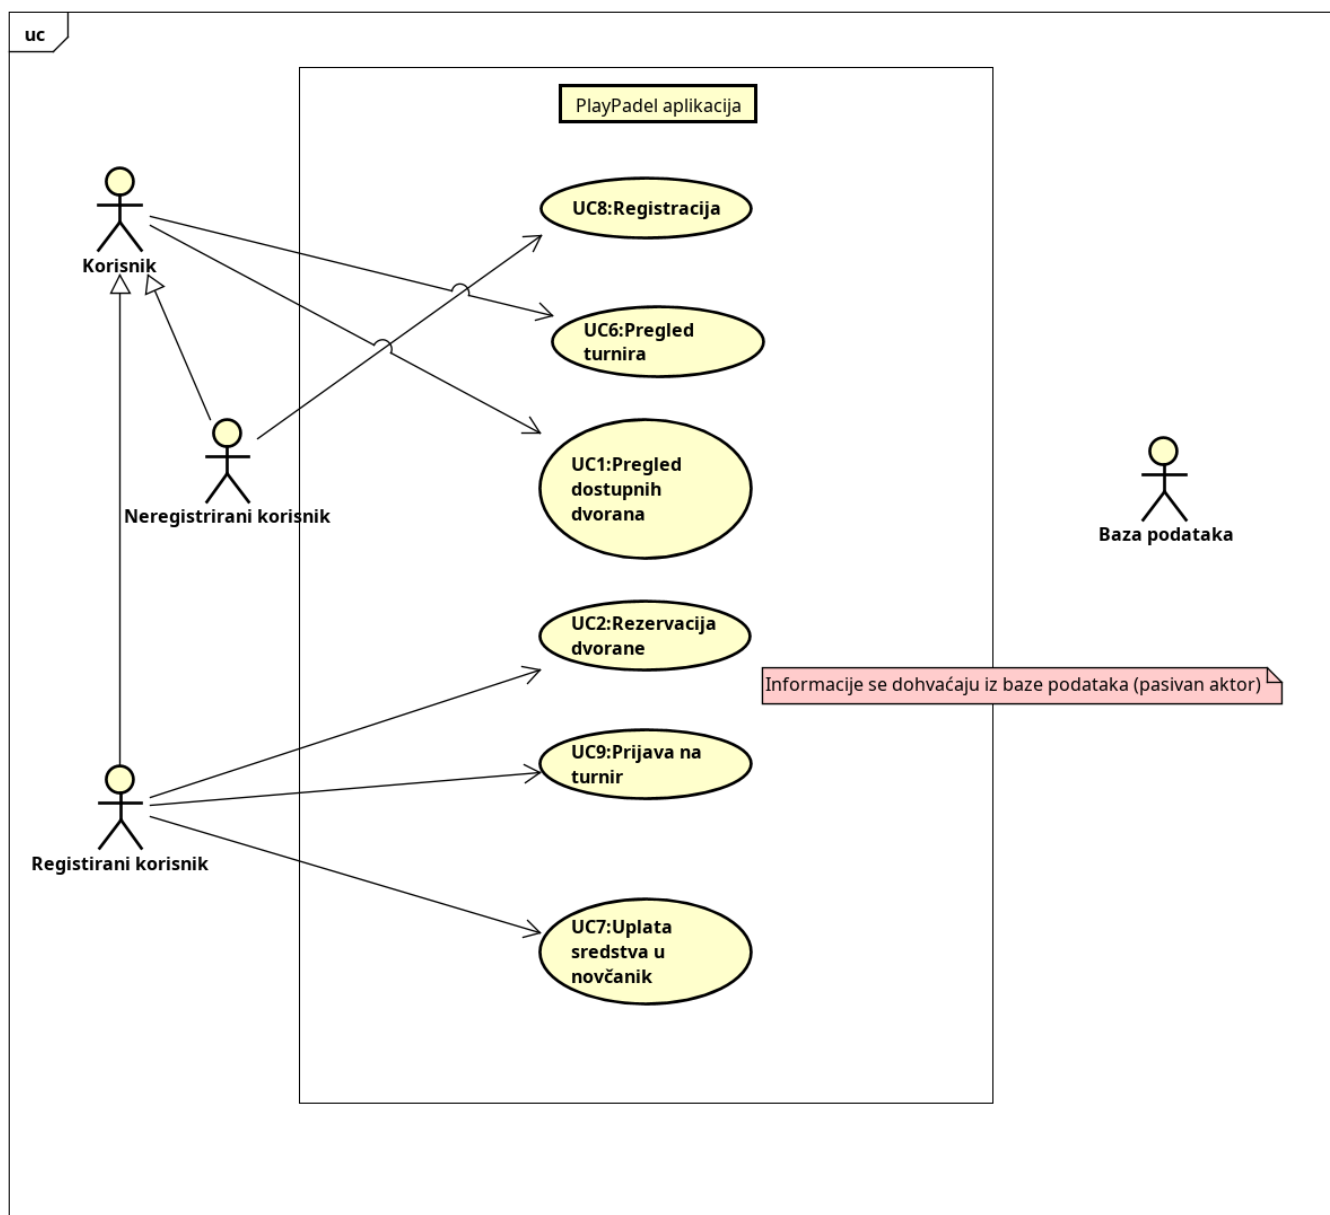 uc
PlayPadel aplikacija
UC8:Registracija
Korisnik
UC6:Pregled
turnira
UC1:Pregled
dostupnih
dvorana
Neregistrirani korisnik
Baza podataka
UC2:Rezervacija
dvorane
Informacije se dohvaćaju iz baze podataka (pasivan aktor)
UC9:Prijava na
turnir
Registirani korisnik
UC7:Uplata
sredstva u
novčanik